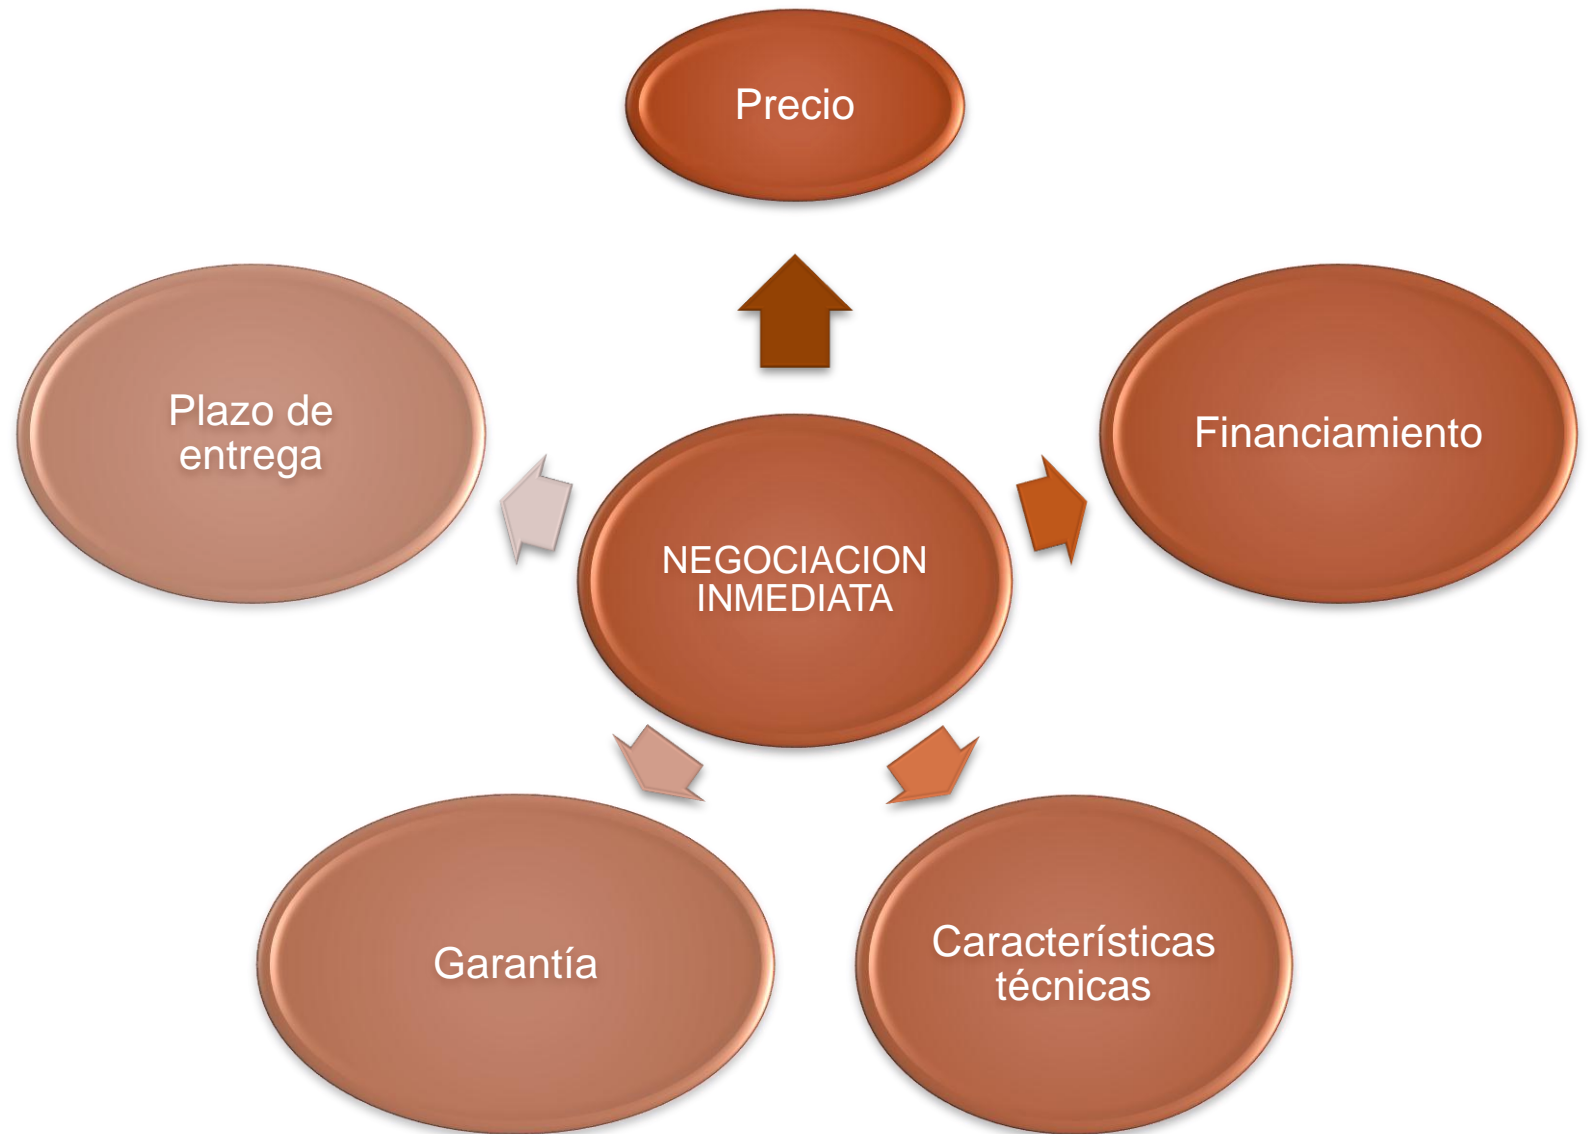 Precio
Plazo de
entrega
Financiamiento
NEGOCIACION
INMEDIATA
Garantía
Características
técnicas